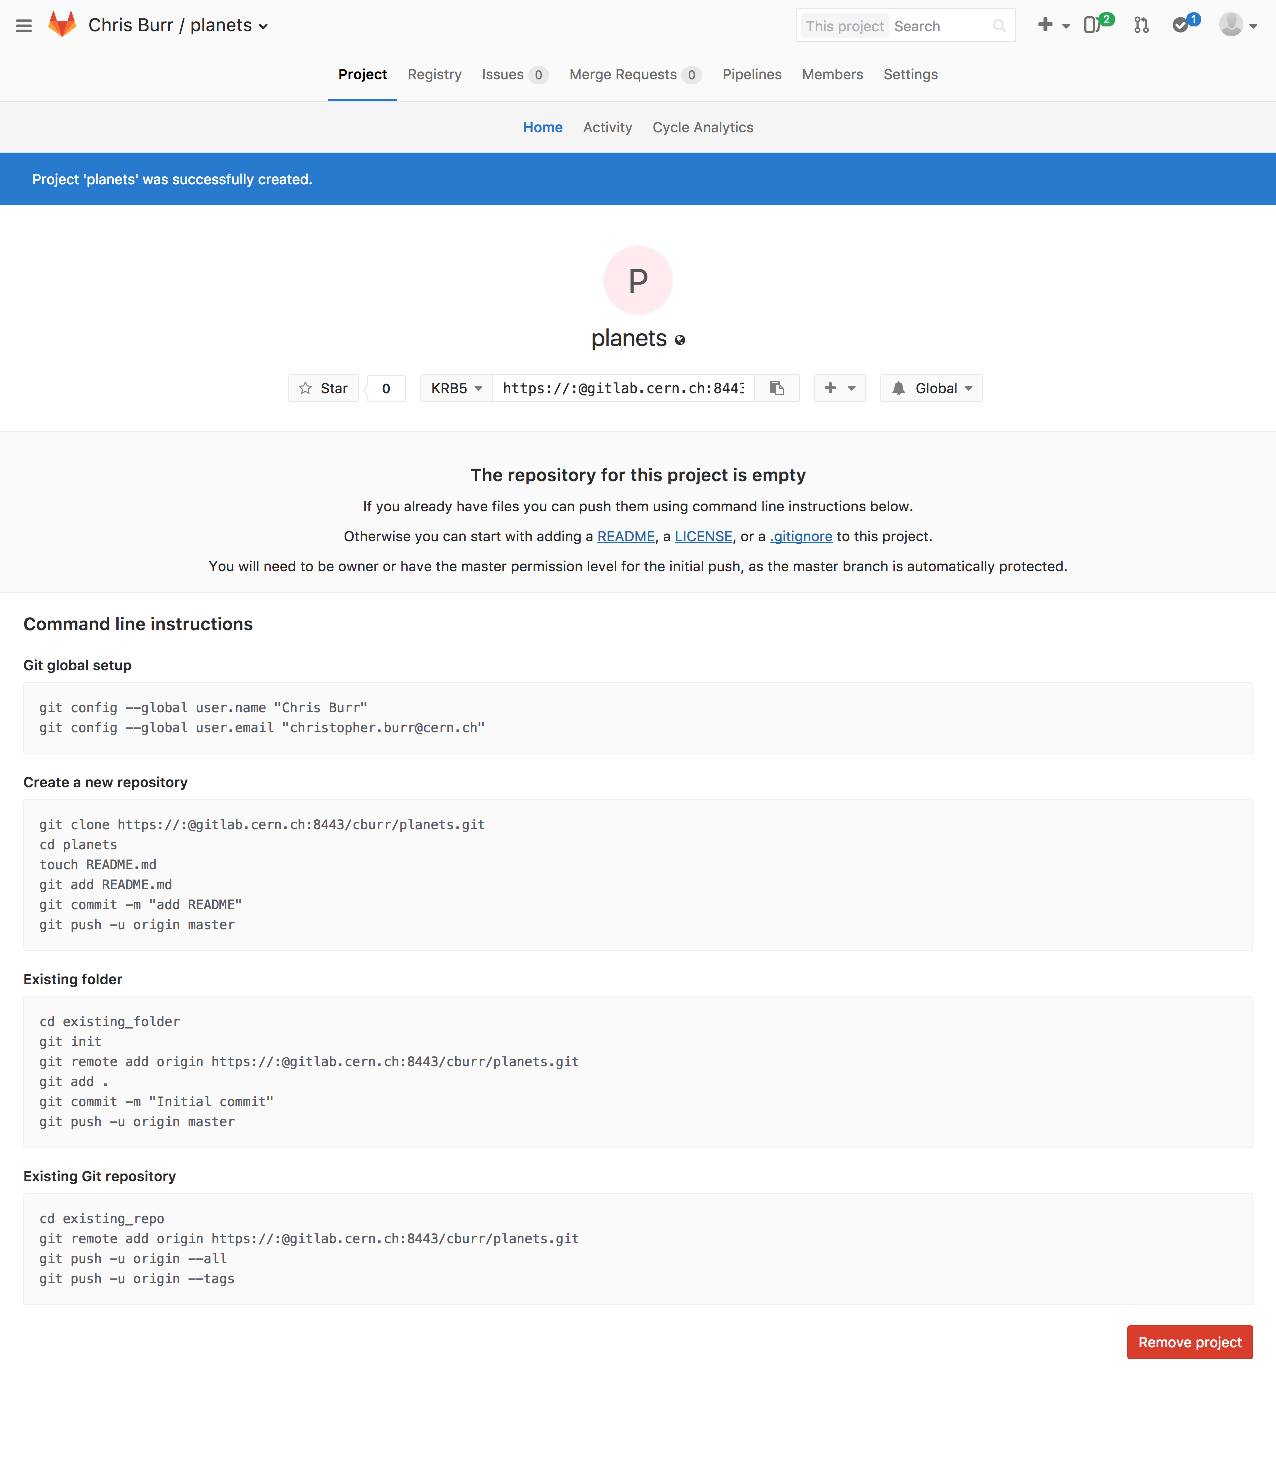 Chris Burr / planets
This project Search
2
1
Project Registry Issues 0 Merge Requests 0 Pipelines Members Settings
Home Activity Cycle Analytics
Project 'planets' was successfully created.
P
planets
Star 0 KRB5 https://:@gitlab.cern.ch:8443 Global
The repository for this project is empty
If you already have files you can push them using command line instructions below.
Otherwise you can start with adding a README, a LICENSE, or a .gitignore to this project.
You will need to be owner or have the master permission level for the initial push, as the master branch is automatically protected.
Command line instructions
Git global setup
git config --global user.name "Chris Burr"
git config --global user.email "christopher.burr@cern.ch"
Create a new repository
git clone https://:@gitlab.cern.ch:8443/cburr/planets.git
cd planets
touch README.md
git add README.md
git commit -m "add README"
git push -u origin master
Existing folder
cd existing_folder
git init
git remote add origin https://:@gitlab.cern.ch:8443/cburr/planets.git
git add .
git commit -m "Initial commit"
git push -u origin master
Existing Git repository
cd existing_repo
git remote add origin https://:@gitlab.cern.ch:8443/cburr/planets.git
git push -u origin --all
git push -u origin --tags
Remove project